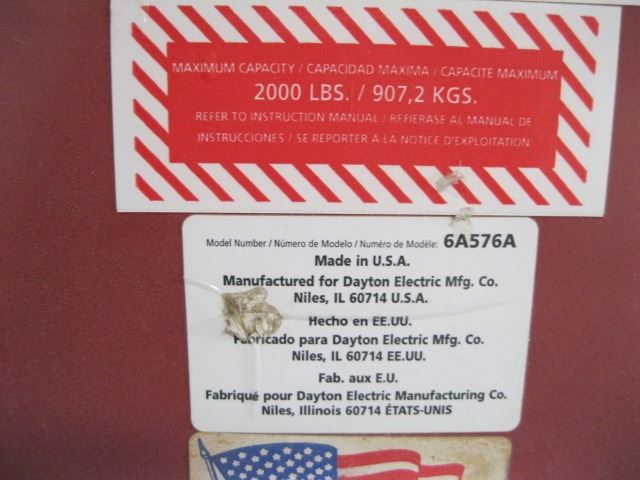 MAXIMUM CAPACITY / CAPACIDAD MAXIMA / CAPACITE MAXIMUM
2000 LBS. / 907,2 KGS.
REFER TO INSTRUCTION MANUAL / REFIERASE AL MANUAL DE
INSTRUCCIONES / SE REPORTER A LA NOTICE D'EXPLOITATION
Model Number / Número de Modelo / Numéro de Modèle: 6A576A
Made in U.S.A.
Manufactured for Dayton Electric Mfg. Co.
Niles, IL 60714 U.S.A.
Hecho en EE.UU.
Fabricado para Dayton Electric Mfg. Co.
Niles, IL 60714 EE.UU.
Fab. aux E.U.
Fabriqué pour Dayton Electric Manufacturing Co.
Niles, Illinois 60714 ÉTATS-UNIS